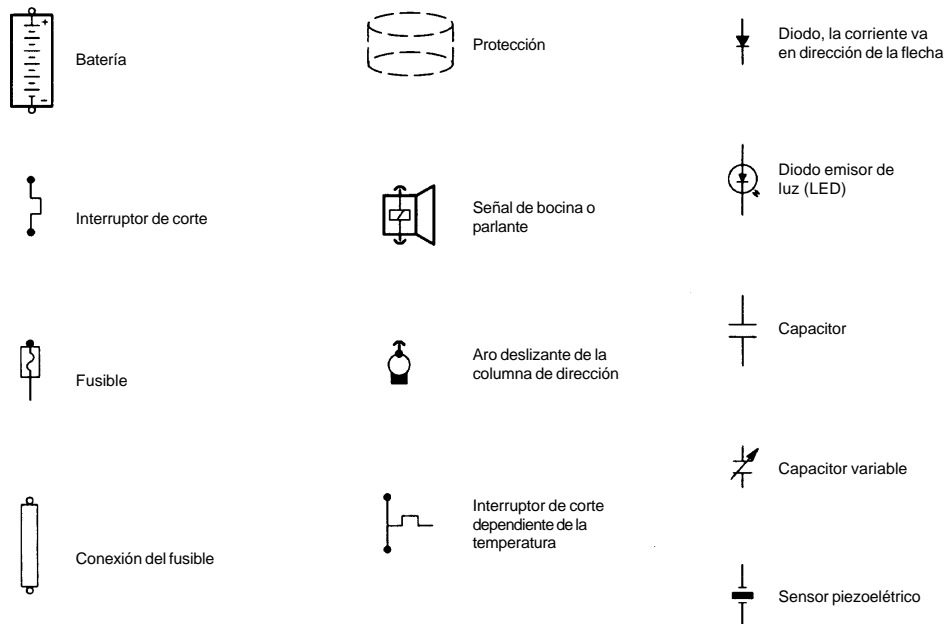 Batería
Interruptor de corte
Fusible
Conexión del fusible
Protección
Señal de bocina o
parlante
Aro deslizante de la
columna de dirección
Interruptor de corte
dependiente de la
temperatura
Diodo, la corriente va
en dirección de la flecha
Diodo emisor de
luz (LED)
Capacitor
Capacitor variable
Sensor piezoelétrico